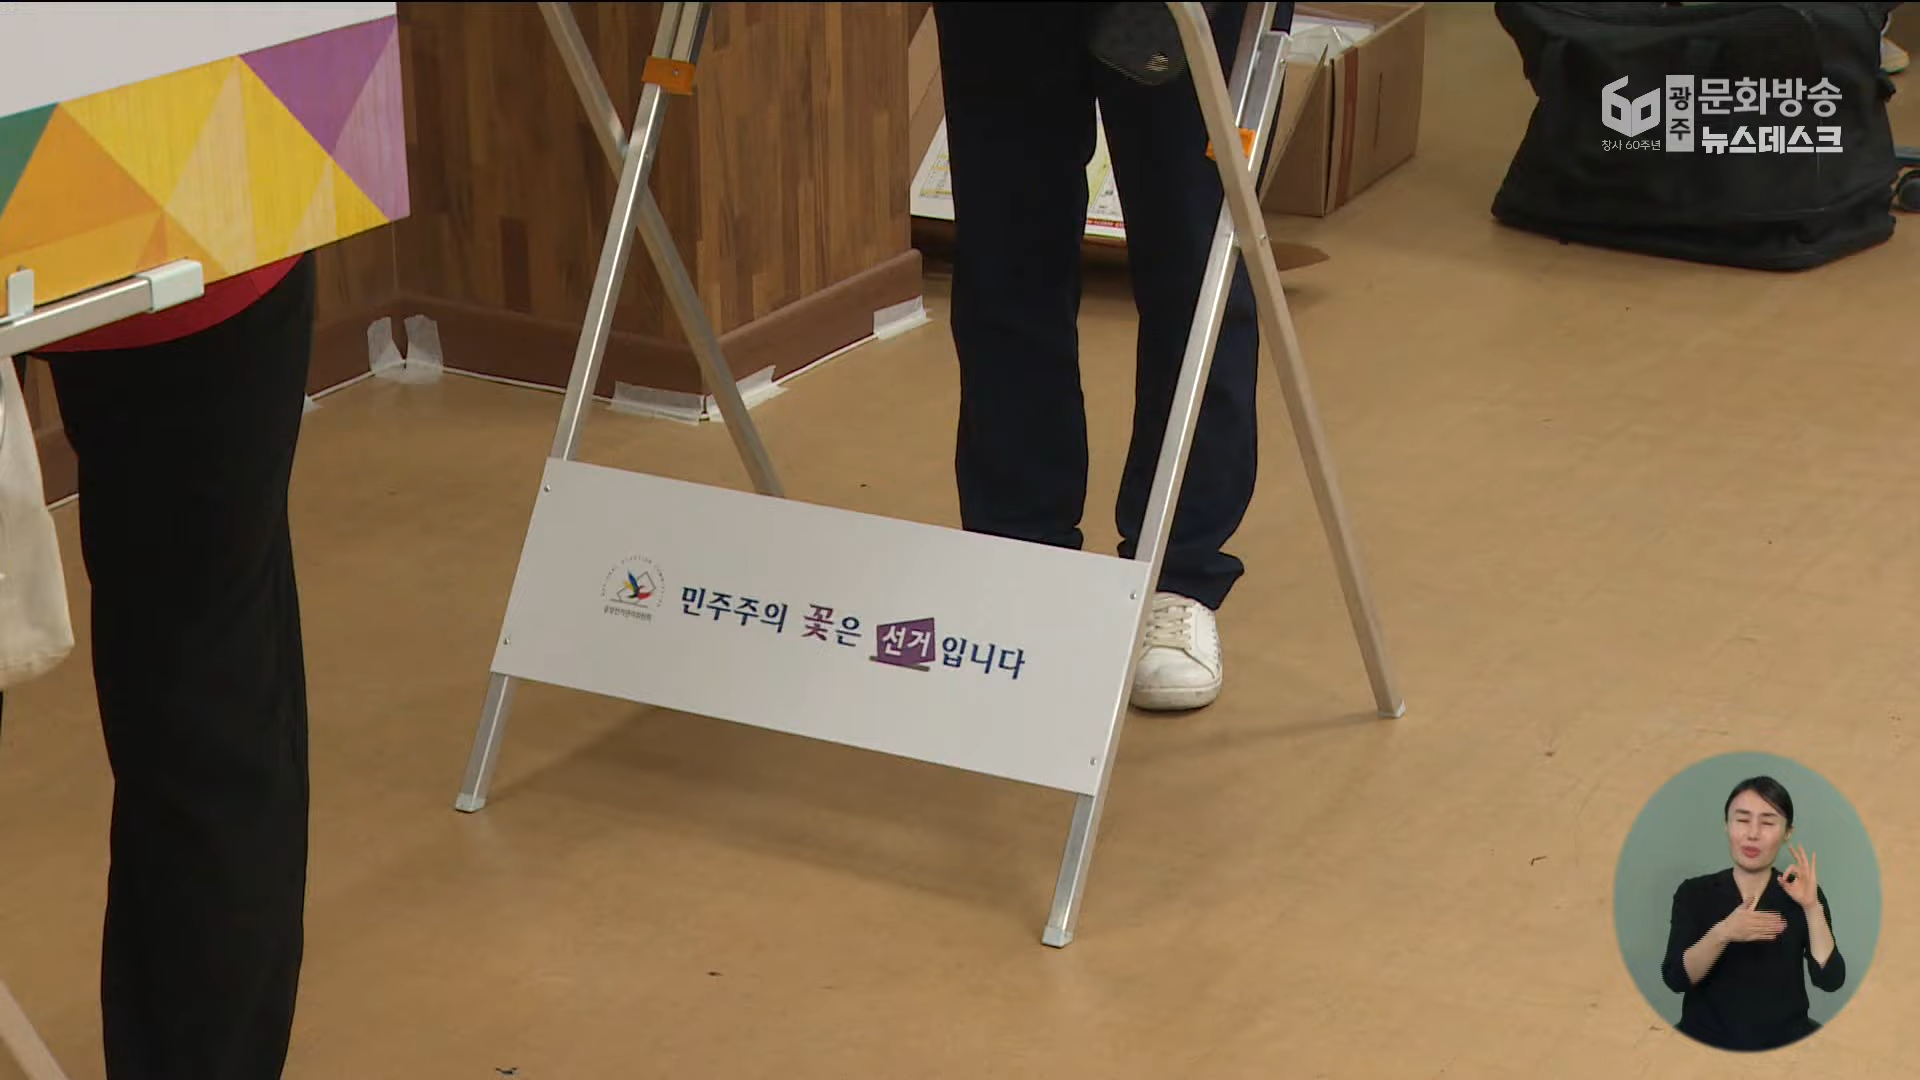 광주
문화방송
뉴스데스크
창사 60주년
민주주의 꽃은 선거입니다